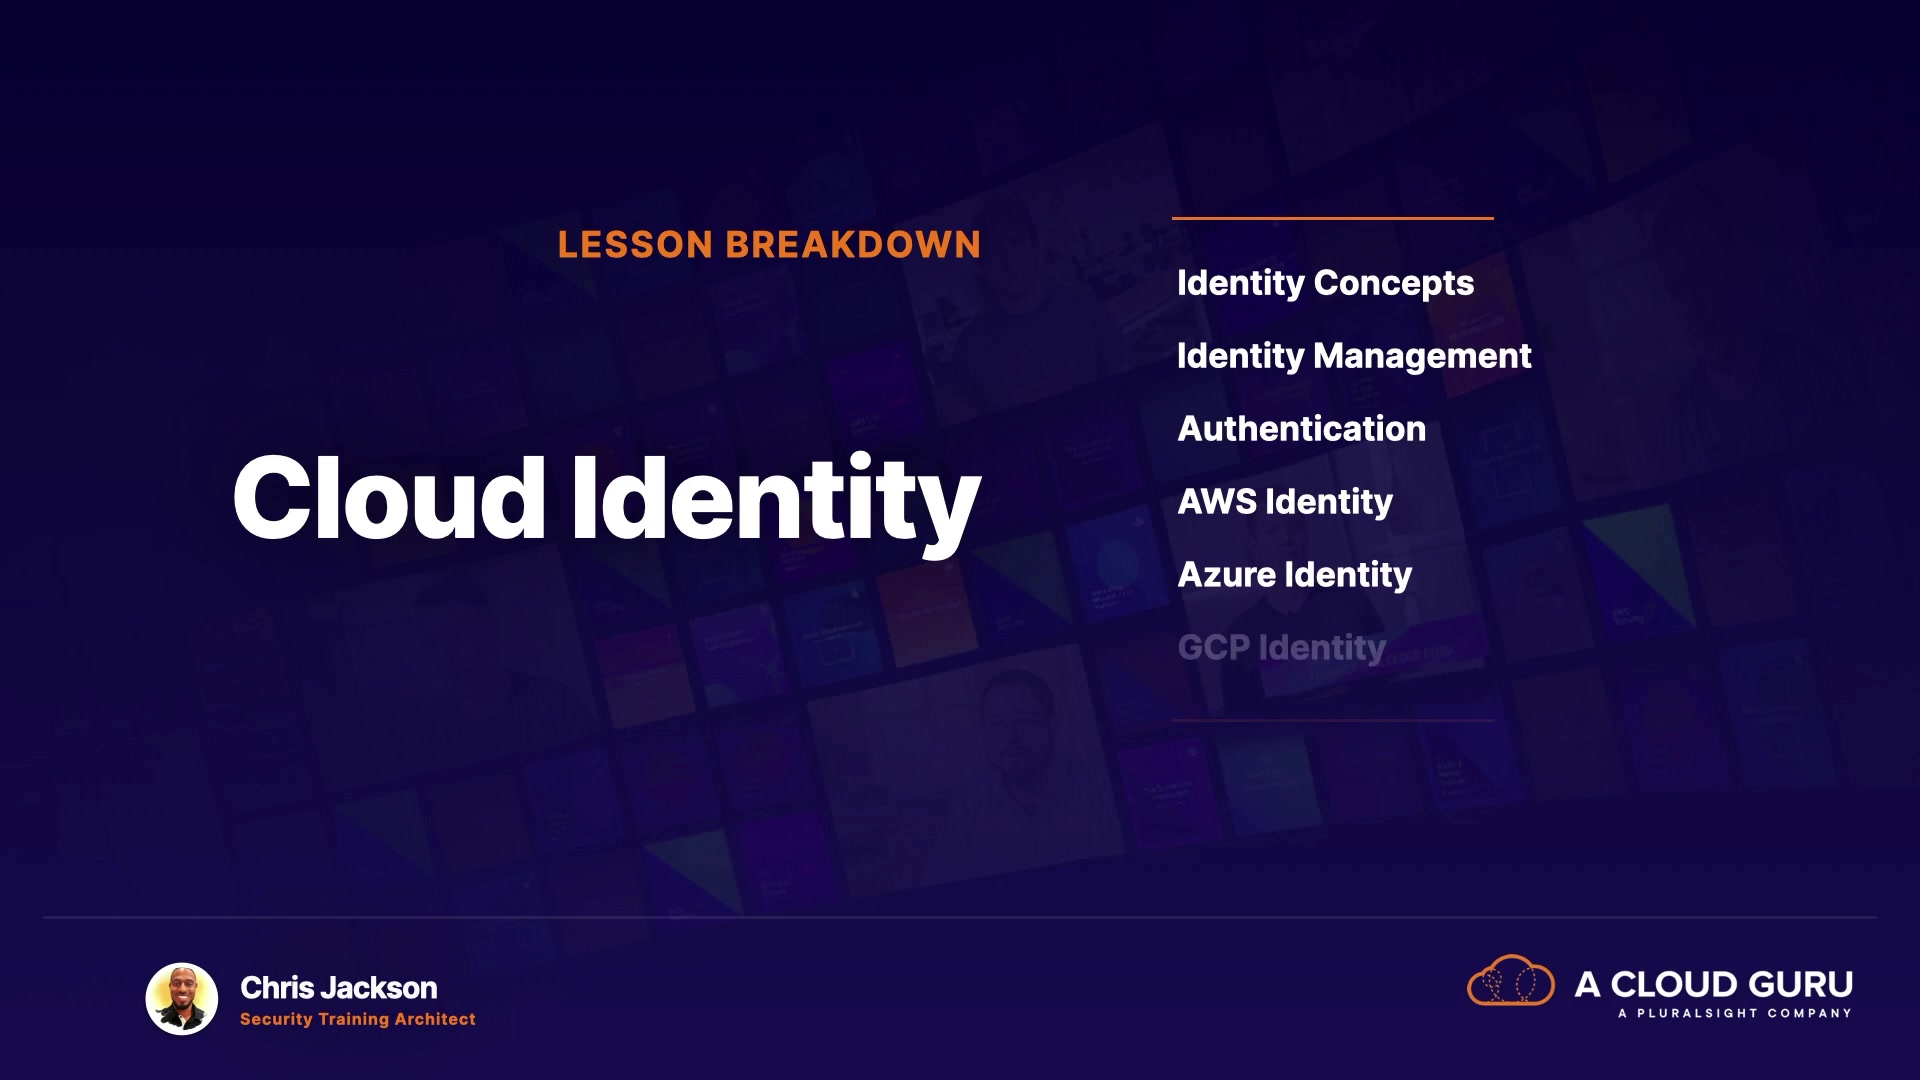 LESSON BREAKDOWN
Cloud Identity
Identity Concepts
Identity Management
Authentication
AWS Identity
Azure Identity
GCP Identity
Chris Jackson
Security Training Architect
A CLOUD GURU
A PLURALSIGHT COMPANY